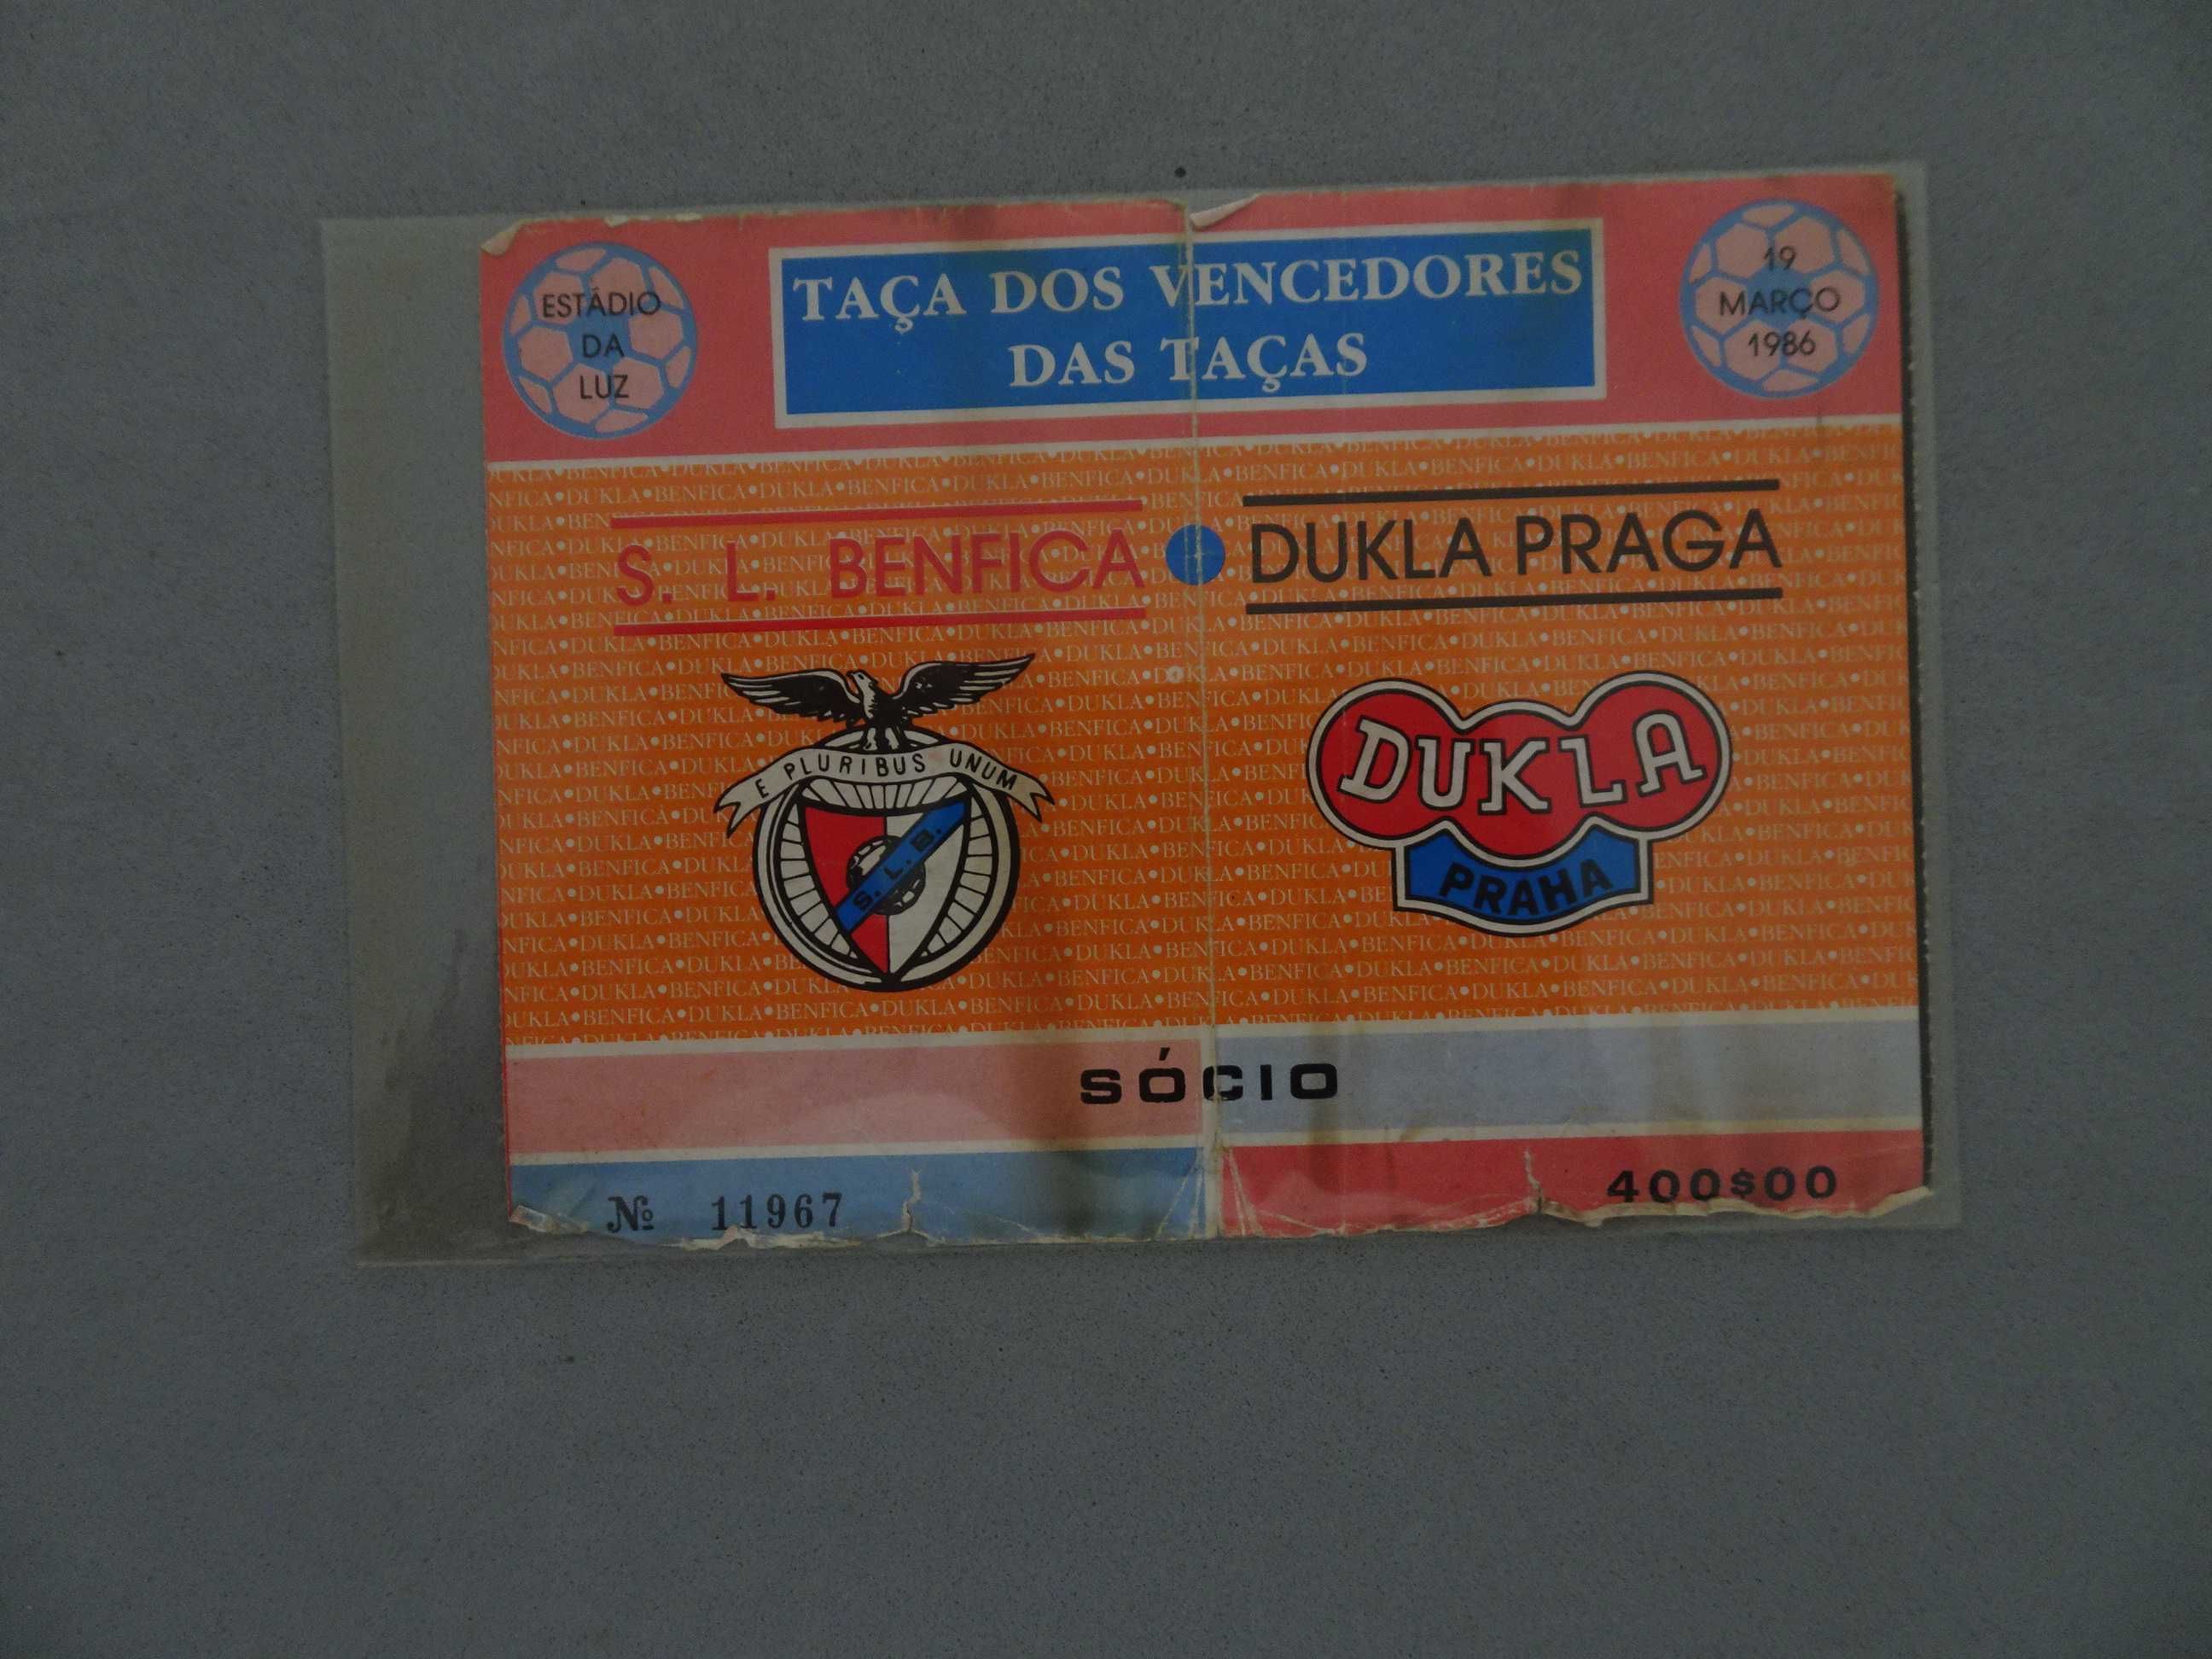 ESTÁDIO
DA
LUZ
TAÇA DOS VENCEDORES
DAS TAÇAS
19
MARÇO
1986
S. L. BENFICA
DUKLA PRAGA
E PLURIBUS UNUM
S. L. B.
DUKLA
PRAHA
SÓCIO
Nº 11967
400$00